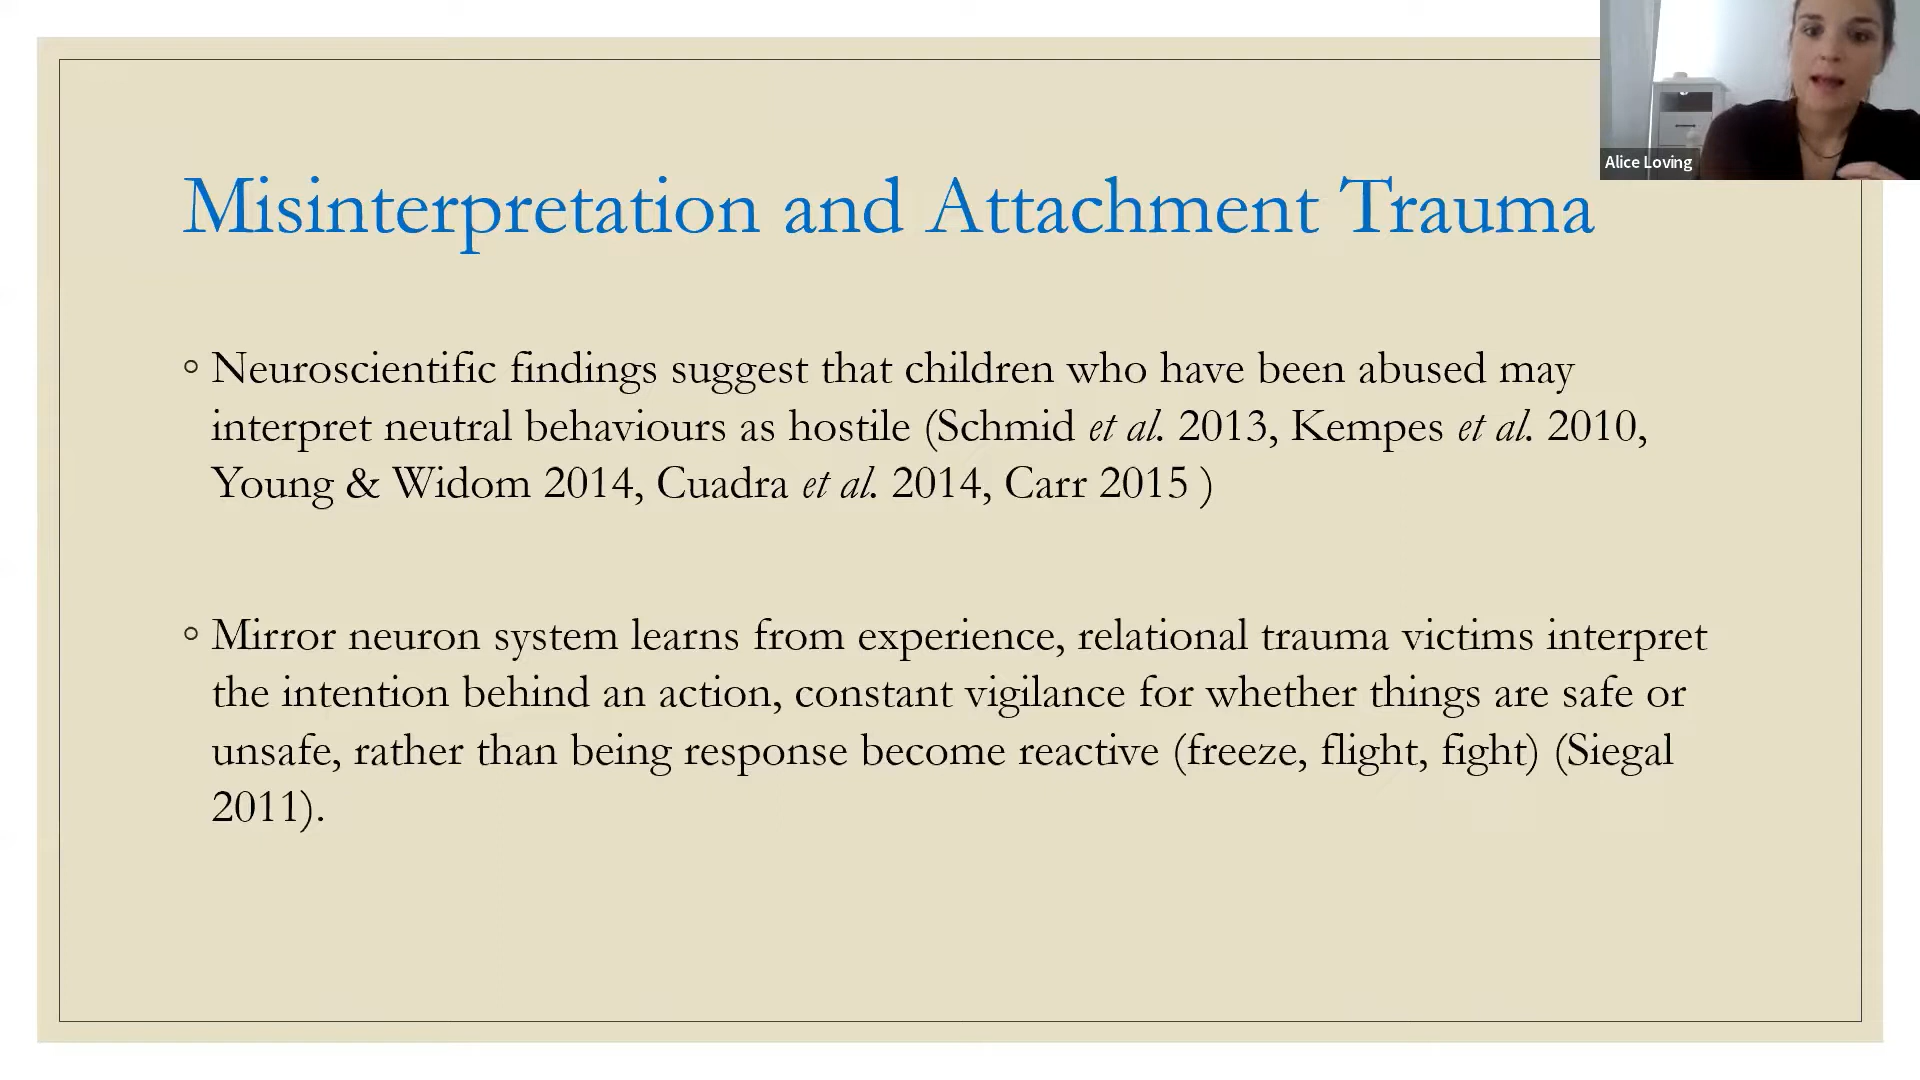 Alice Loving
Misinterpretation and Attachment Trauma
◦ Neuroscientific findings suggest that children who have been abused may
interpret neutral behaviours as hostile (Schmid et al. 2013, Kempes et al. 2010,
Young & Widom 2014, Cuadra et al. 2014, Carr 2015 )
◦ Mirror neuron system learns from experience, relational trauma victims interpret
the intention behind an action, constant vigilance for whether things are safe or
unsafe, rather than being response become reactive (freeze, flight, fight) (Siegal
2011).